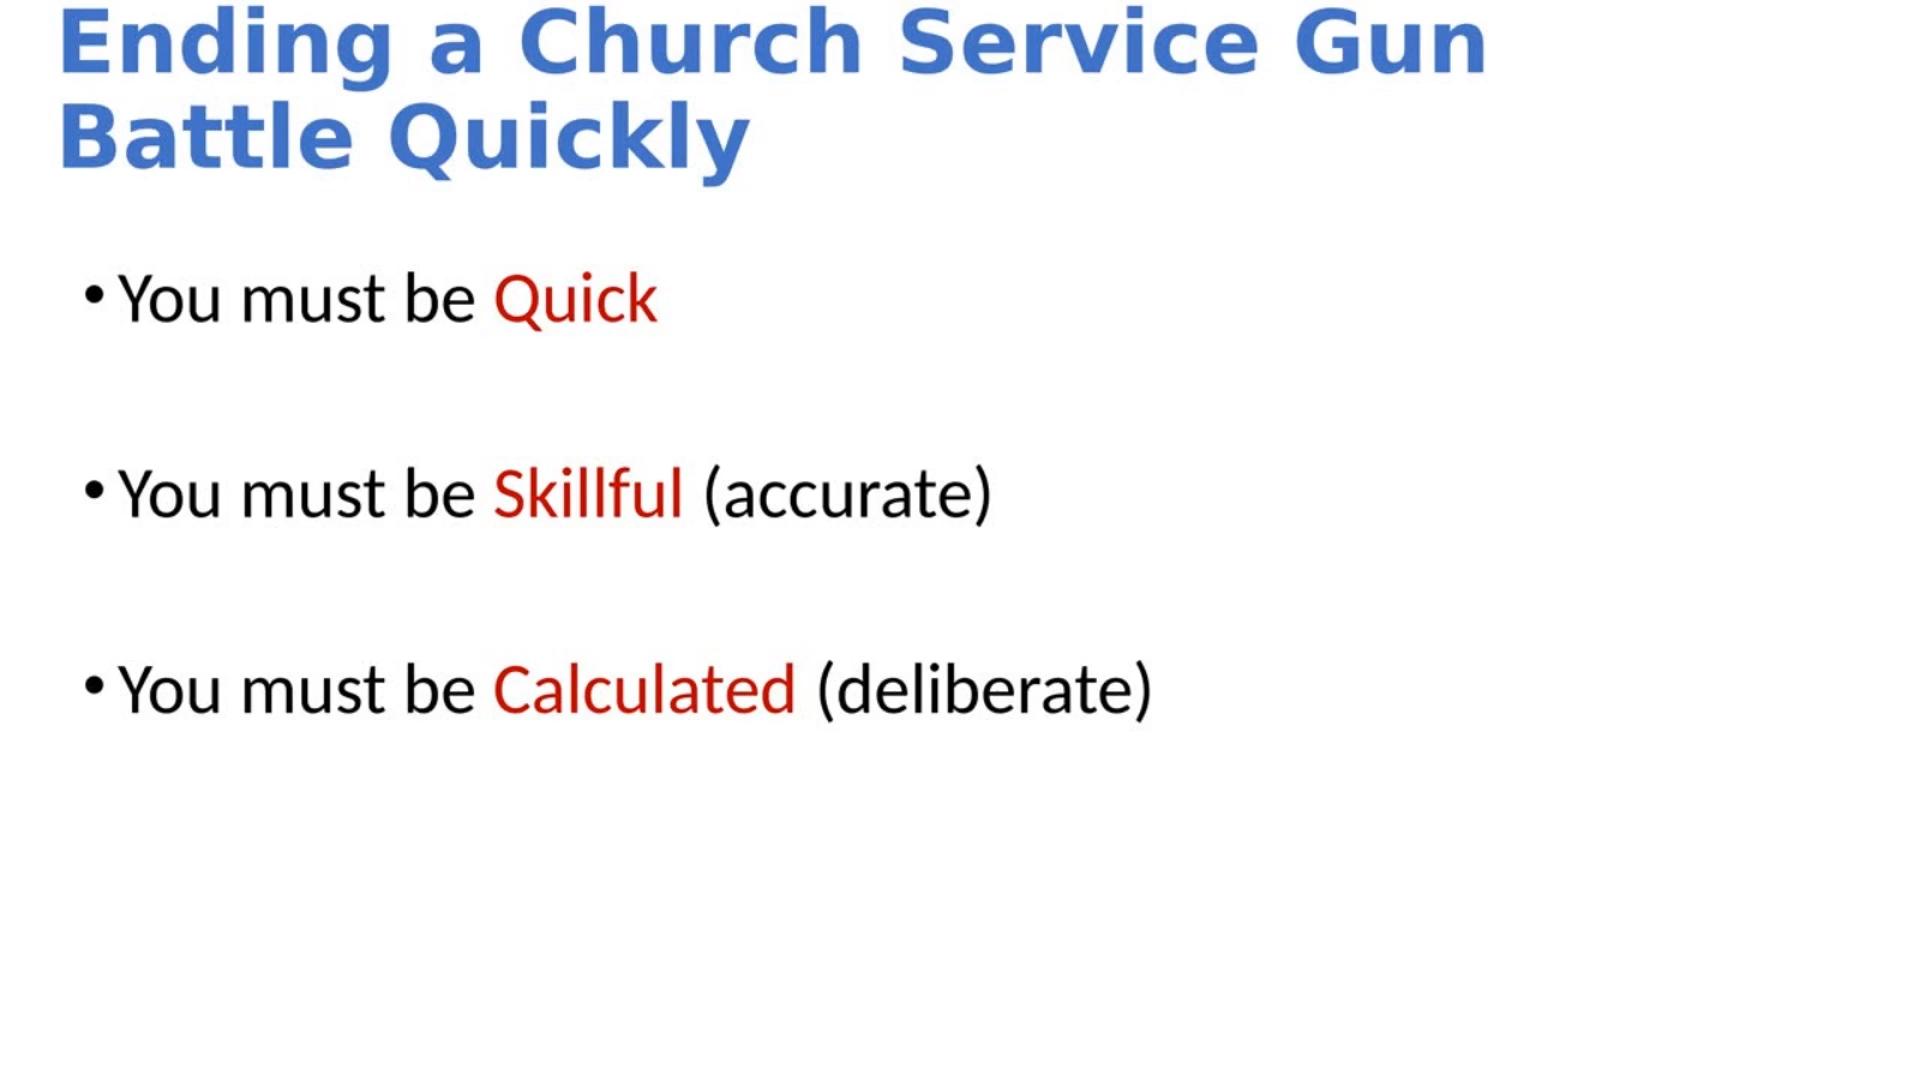 Ending a Church Service Gun
Battle Quickly
• You must be Quick
• You must be Skillful (accurate)
• You must be Calculated (deliberate)